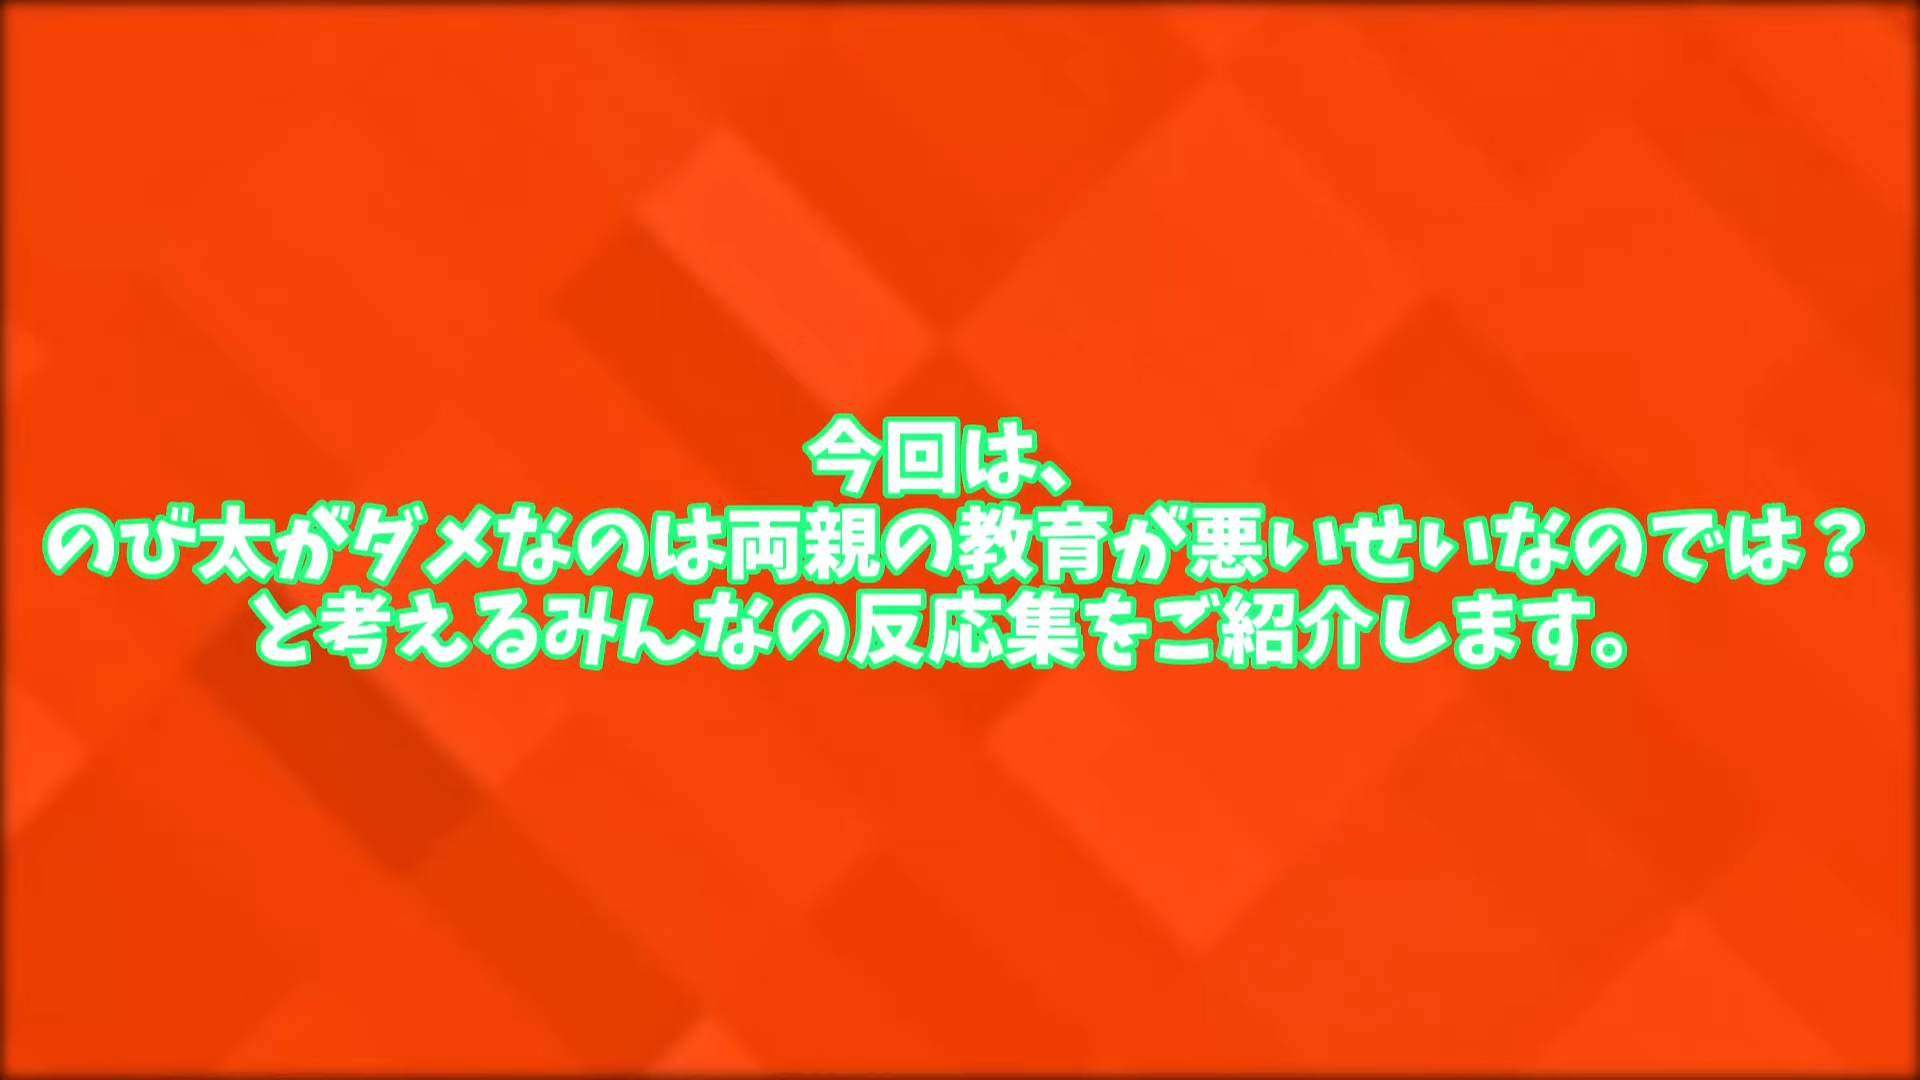 今回は、
のび太がダメなのは両親の教育が悪いせいなのでは？
と考えるみんなの反応集をご紹介します。